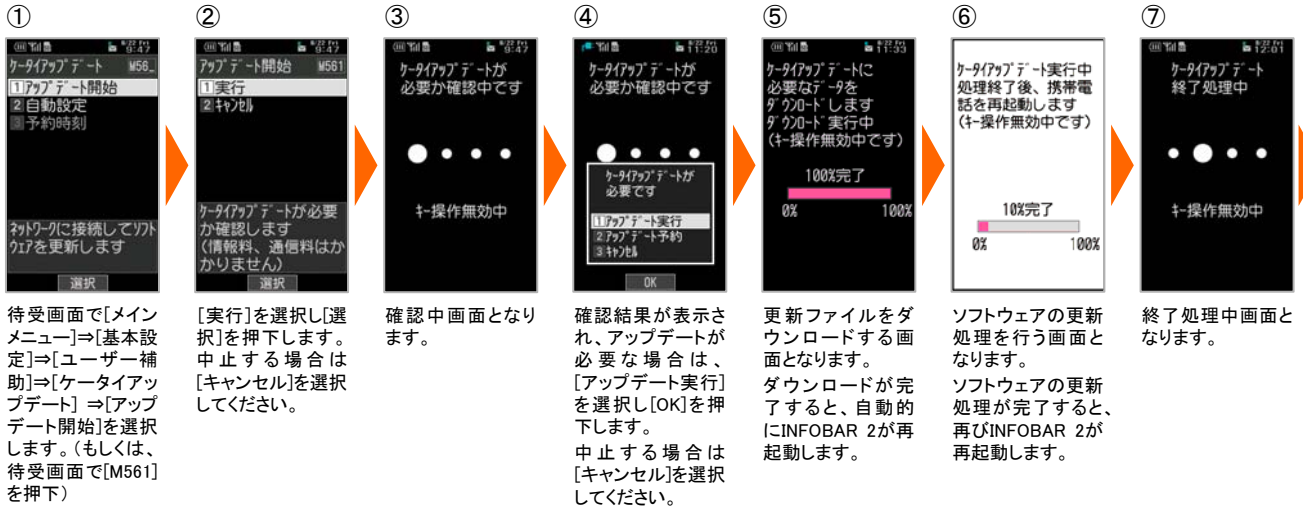 ①
8/22 Fri
9:47
ケータイアップデート M56_
1アップデート開始
2自動設定
3予約時刻
ネットワークに接続してソフト
ウェアを更新します
選択
待受画面で[メイン
メニュー]⇒[基本設
定]⇒[ユーザー補
助]⇒[ケータイアッ
プデート] ⇒[アップ
デート開始]を選択
します。(もしくは、
待受画面で[M561]
を押下)
②
8/22 Fri
9:47
アップデート開始 M561
1実行
2キャンセル
ケータイアップデートが必要
か確認します
(情報料、通信料はか
かりません)
選択
[実行]を選択し[選
択]を押下します。
中止する場合は
[キャンセル]を選択
してください。
③
8/22 Fri
9:47
ケータイアップデートが
必要か確認中です
キー操作無効中
確認中画面となり
ます。
④
8/22 Fri
11:20
ケータイアップデートが
必要か確認中です
ケータイアップデートが
必要です
1アップデート実行
2アップデート予約
3キャンセル
OK
確認結果が表示さ
れ、アップデートが
必要な場合は、
[アップデート実行]
を選択し[OK]を押
下します。
中止する場合は
[キャンセル]を選択
してください。
⑤
8/22 Fri
11:33
ケータイアップデートに
必要なデータを
ダウンロードします
ダウンロード実行中
(キー操作無効中です)
100%完了
0% 100%
更新ファイルをダ
ウンロードする画
面となります。
ダウンロードが完
了すると、自動的
にINFOBAR 2が再
起動します。
⑥
ケータイアップデート実行中
処理終了後、携帯電
話を再起動します
(キー操作無効中です)
10%完了
0% 100%
ソフトウェアの更新
処理を行う画面と
なります。
ソフトウェアの更新
処理が完了すると、
再びINFOBAR 2が
再起動します。
⑦
8/22 Fri
12:01
ケータイアップデート
終了処理中
キー操作無効中
終了処理中画面と
なります。